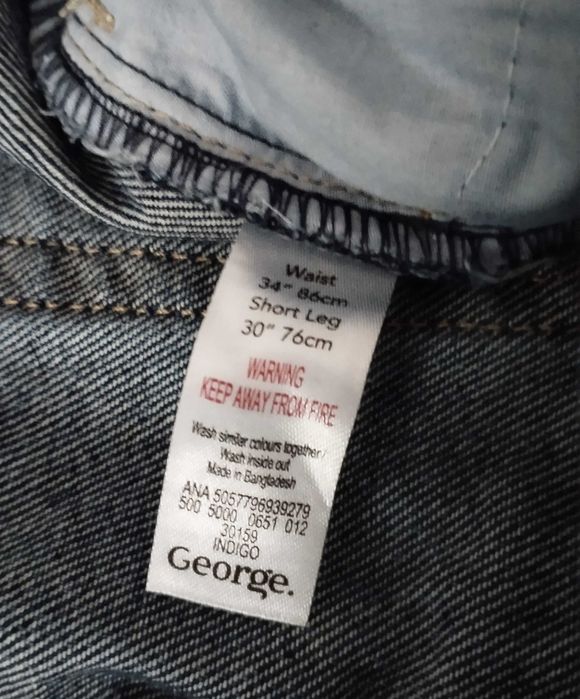 Waist
34" 86cm
Short Leg
30" 76cm
WARNING
KEEP AWAY FROM FIRE
Wash similar colours together/
Wash inside out
Made in Bangladesh
ANA 5057796939279
500 5000 0651 012
30159
INDIGO
George.